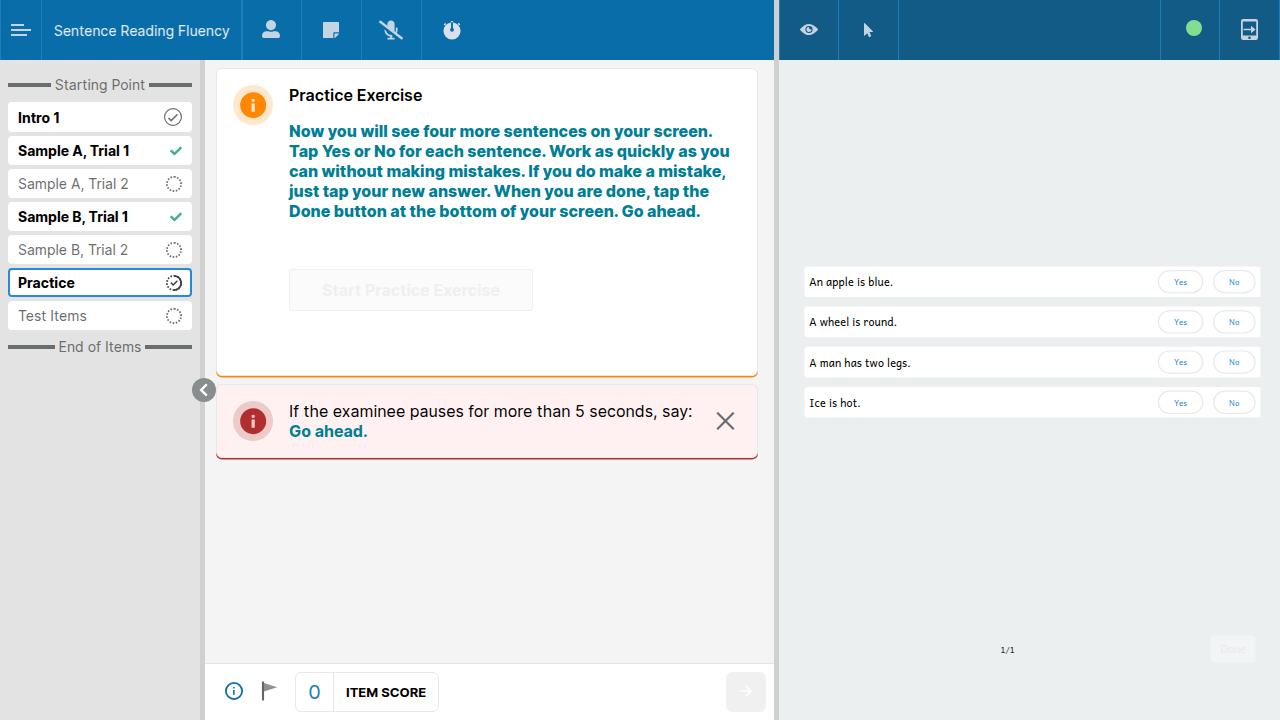 Sentence Reading Fluency
Starting Point
Intro 1
Sample A, Trial 1
Sample A, Trial 2
Sample B, Trial 1
Sample B, Trial 2
Practice
Test Items
End of Items
Practice Exercise
Now you will see four more sentences on your screen.
Tap Yes or No for each sentence. Work as quickly as you
can without making mistakes. If you do make a mistake,
just tap your new answer. When you are done, tap the
Done button at the bottom of your screen. Go ahead.
Start Practice Exercise
If the examinee pauses for more than 5 seconds, say:
Go ahead.
0 ITEM SCORE
An apple is blue. Yes No
A wheel is round. Yes No
A man has two legs. Yes No
Ice is hot. Yes No
1/1
Done